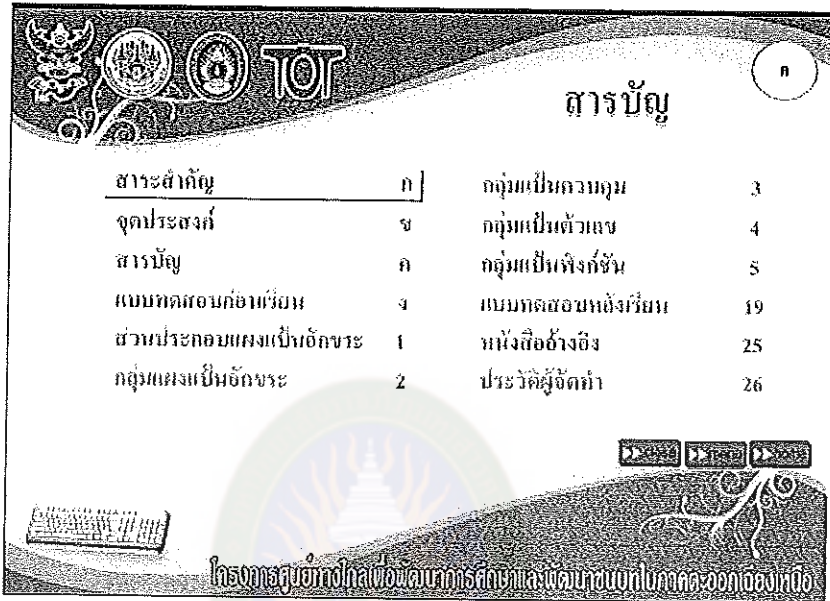 TOT
ค
สารบัญ
สาระสำคัญ ก
จุดประสงค์ ข
สารบัญ ค
แบบทดสอบก่อนเรียน ง
ส่วนประกอบแผงแป้นอักขระ 1
กลุ่มแผงแป้นอักขระ 2
กลุ่มแป้นควบคุม 3
กลุ่มแป้นตัวเลข 4
กลุ่มแป้นฟังก์ชัน 5
แบบทดสอบหลังเรียน 19
หนังสืออ้างอิง 25
ประวัติผู้จัดทำ 26
โครงการศูนย์ทางไกลเพื่อพัฒนาการศึกษาและพัฒนาชนบทในภาคตะวันออกเฉียงเหนือ